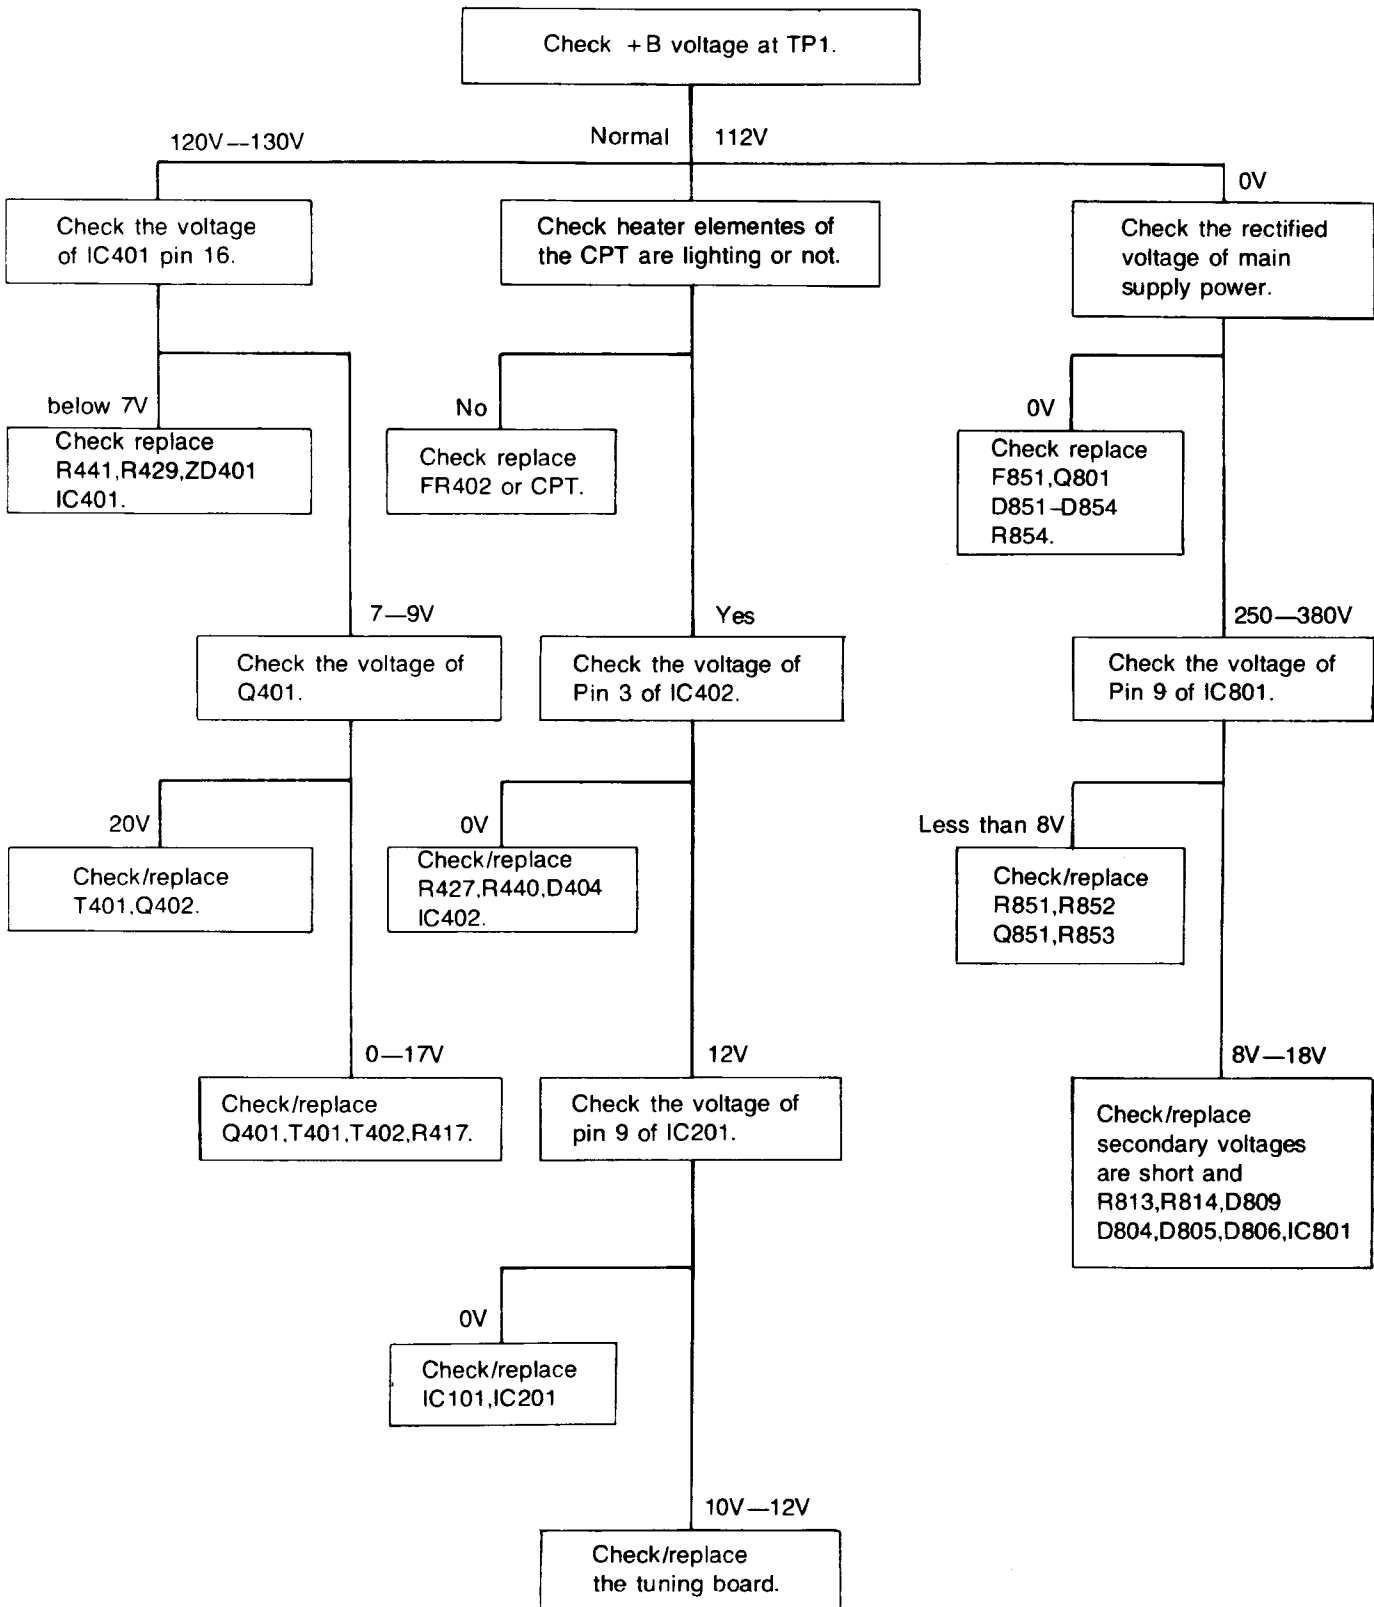 Check +B voltage at TP1.
120V—130V
Normal 112V
0V
Check the voltage
of IC401 pin 16.
Check heater elementes of
the CPT are lighting or not.
Check the rectified
voltage of main
supply power.
below 7V
Check replace
R441,R429,ZD401
IC401.
No
Check replace
FR402 or CPT.
0V
Check replace
F851,Q801
D851-D854
R854.
7—9V
Check the voltage of
Q401.
Yes
Check the voltage of
Pin 3 of IC402.
250—380V
Check the voltage of
Pin 9 of IC801.
20V
Check/replace
T401,Q402.
0V
Check/replace
R427,R440,D404
IC402.
Less than 8V
Check/replace
R851,R852
Q851,R853
0—17V
Check/replace
Q401,T401,T402,R417.
12V
Check the voltage of
pin 9 of IC201.
8V—18V
Check/replace
secondary voltages
are short and
R813,R814,D809
D804,D805,D806,IC801
0V
Check/replace
IC101,IC201
10V—12V
Check/replace
the tuning board.